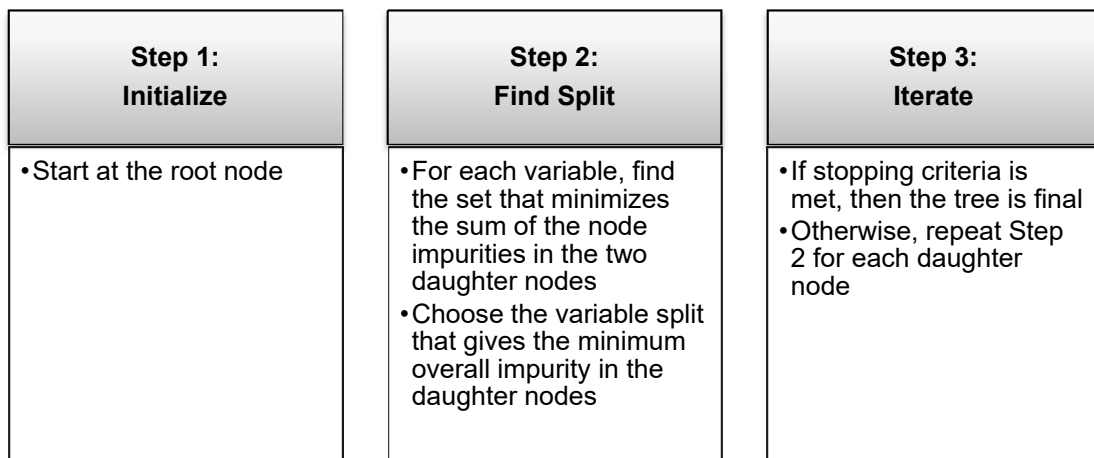 Step 1:
Initialize
•Start at the root node
Step 2:
Find Split
•For each variable, find
the set that minimizes
the sum of the node
impurities in the two
daughter nodes
•Choose the variable split
that gives the minimum
overall impurity in the
daughter nodes
Step 3:
Iterate
•If stopping criteria is
met, then the tree is final
•Otherwise, repeat Step
2 for each daughter
node